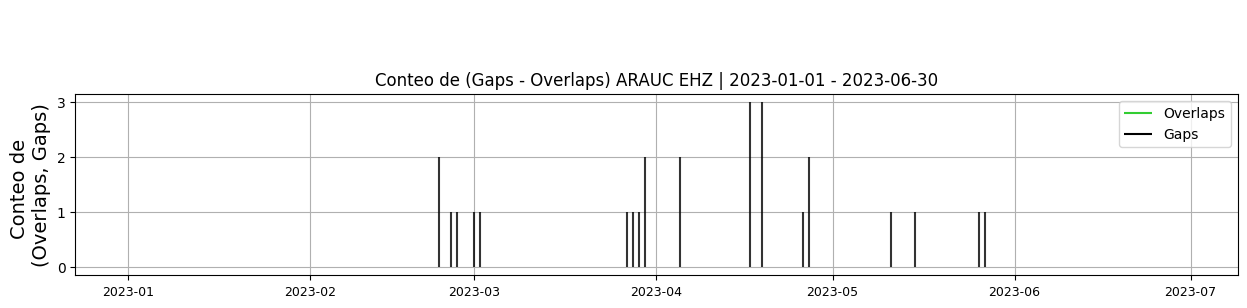 Conteo de (Gaps - Overlaps) ARAUC EHZ | 2023-01-01 - 2023-06-30
Conteo de
(Overlaps, Gaps)
3
2
1
0
Overlaps
Gaps
2023-01
2023-02
2023-03
2023-04
2023-05
2023-06
2023-07